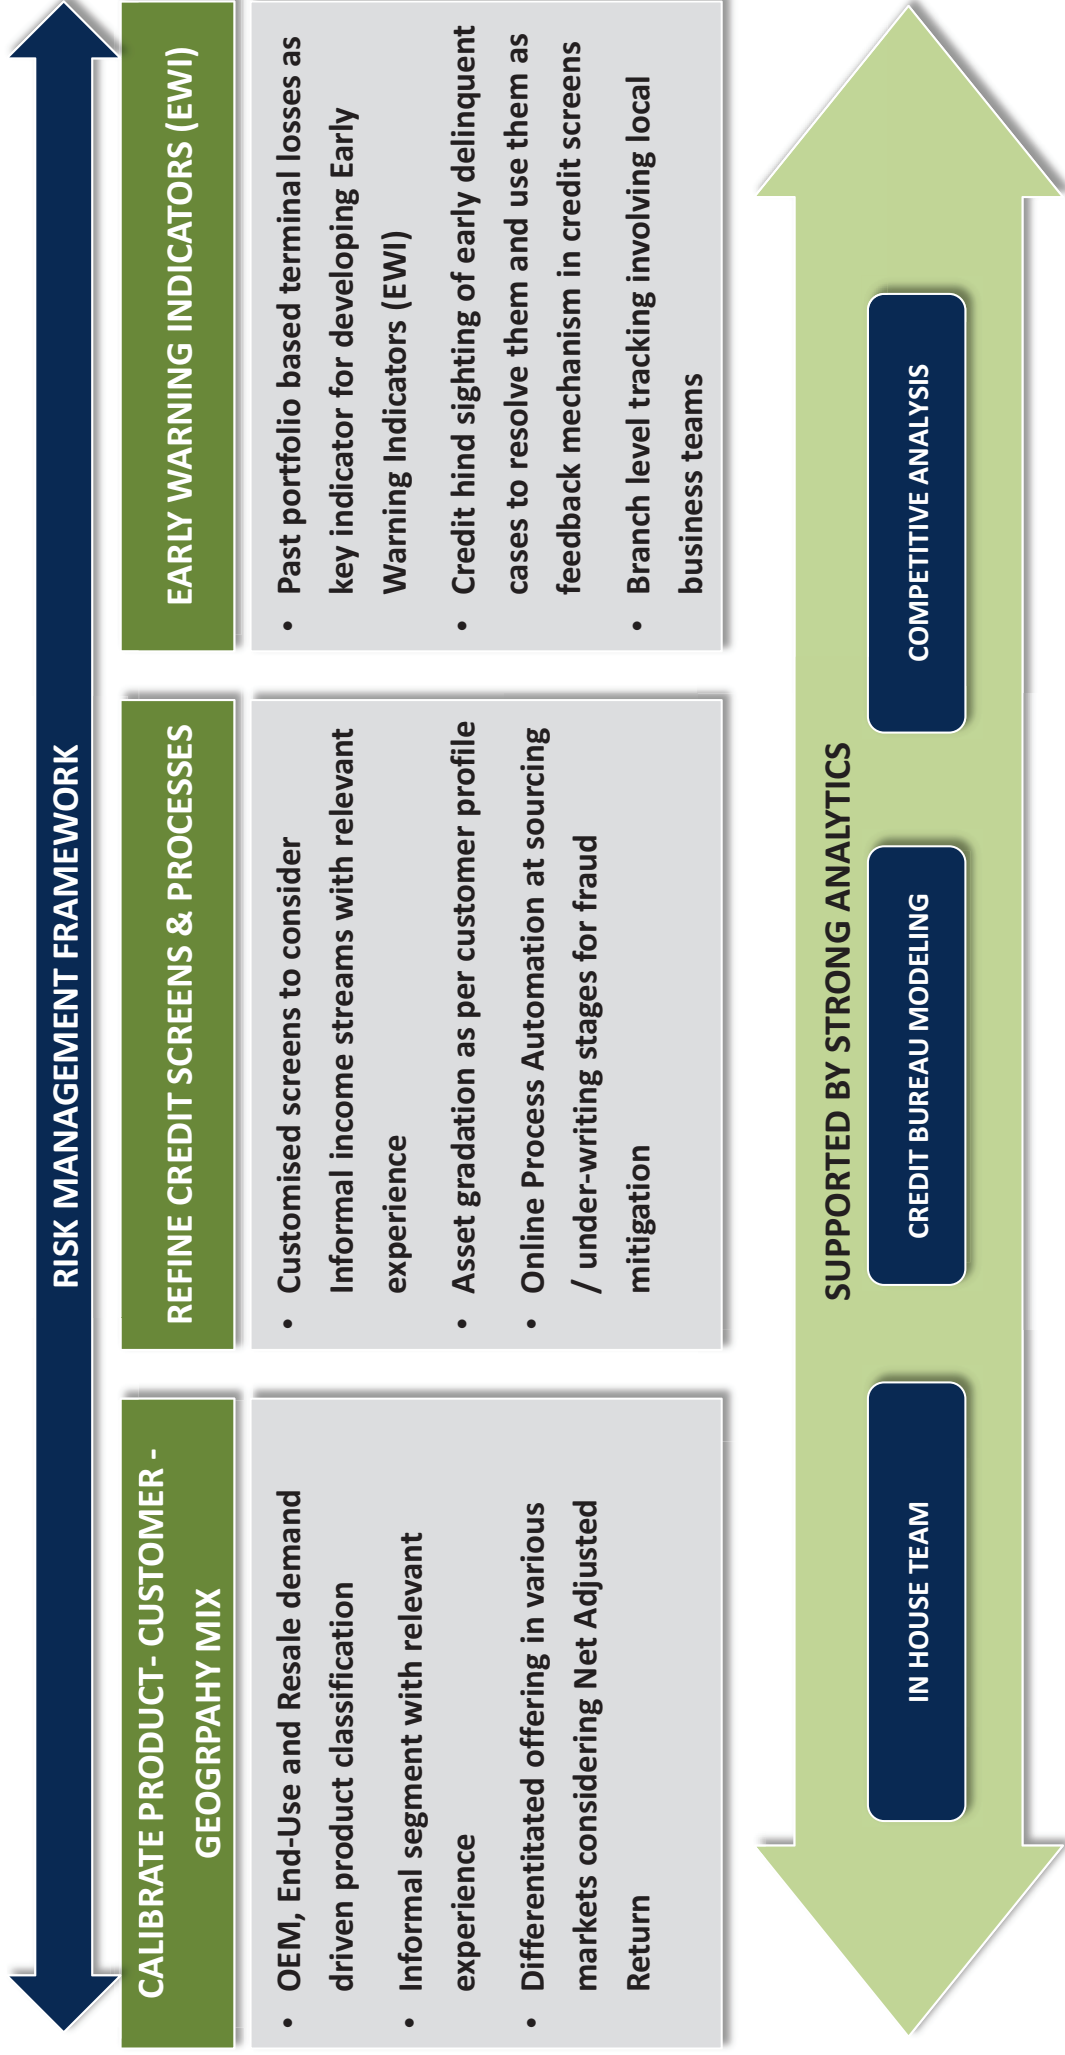 RISK MANAGEMENT FRAMEWORK
CALIBRATE PRODUCT- CUSTOMER -
GEOGRPAHY MIX
• OEM, End-Use and Resale demand
driven product classification
• Informal segment with relevant
experience
• Differentitated offering in various
markets considering Net Adjusted
Return
REFINE CREDIT SCREENS & PROCESSES
• Customised screens to consider
Informal income streams with relevant
experience
• Asset gradation as per customer profile
• Online Process Automation at sourcing
/ under-writing stages for fraud
mitigation
EARLY WARNING INDICATORS (EWI)
• Past portfolio based terminal losses as
key indicator for developing Early
Warning Indicators (EWI)
• Credit hind sighting of early delinquent
cases to resolve them and use them as
feedback mechanism in credit screens
• Branch level tracking involving local
business teams
SUPPORTED BY STRONG ANALYTICS
IN HOUSE TEAM
CREDIT BUREAU MODELING
COMPETITIVE ANALYSIS